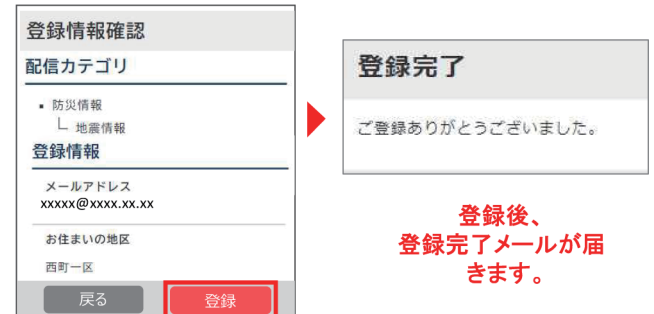 登録情報確認
配信カテゴリ
▪ 防災情報
└ 地震情報
登録情報
メールアドレス
xxxxx@xxxx.xx.xx
お住まいの地区
西町一区
戻る
登録
登録完了
ご登録ありがとうございました。
登録後、
登録完了メールが届
きます。